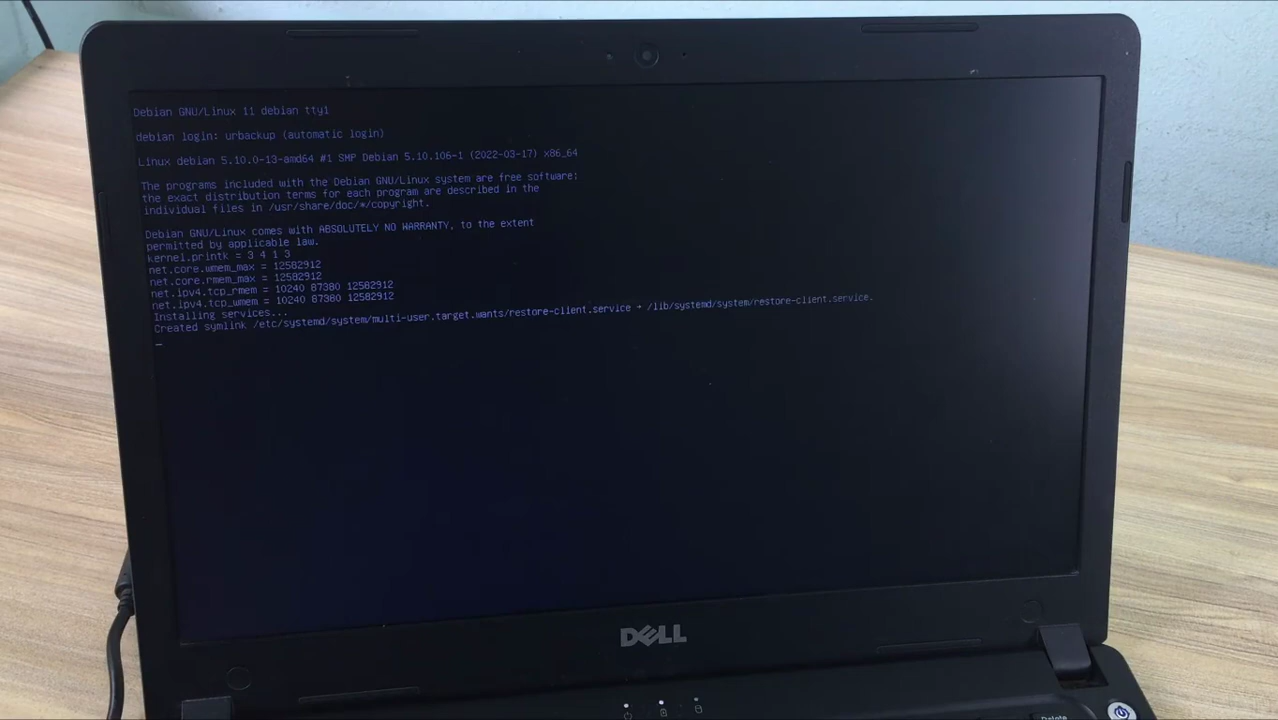 Debian GNU/Linux 11 debian tty1
debian login: urbackup (automatic login)
Linux debian 5.10.0-13-amd64 #1 SMP Debian 5.10.106-1 (2022-03-17) x86_64
The programs included with the Debian GNU/Linux system are free software;
the exact distribution terms for each program are described in the
individual files in /usr/share/doc/*/copyright.
Debian GNU/Linux comes with ABSOLUTELY NO WARRANTY, to the extent
permitted by applicable law.
kernel.printk = 3 4 1 3
net.core.wmem_max = 12582912
net.core.rmem_max = 12582912
net.ipv4.tcp_rmem = 10240 87380 12582912
net.ipv4.tcp_wmem = 10240 87380 12582912
Installing services...
Created symlink /etc/systemd/system/multi-user.target.wants/restore-client.service → /lib/systemd/system/restore-client.service.
_
DELL
Delete